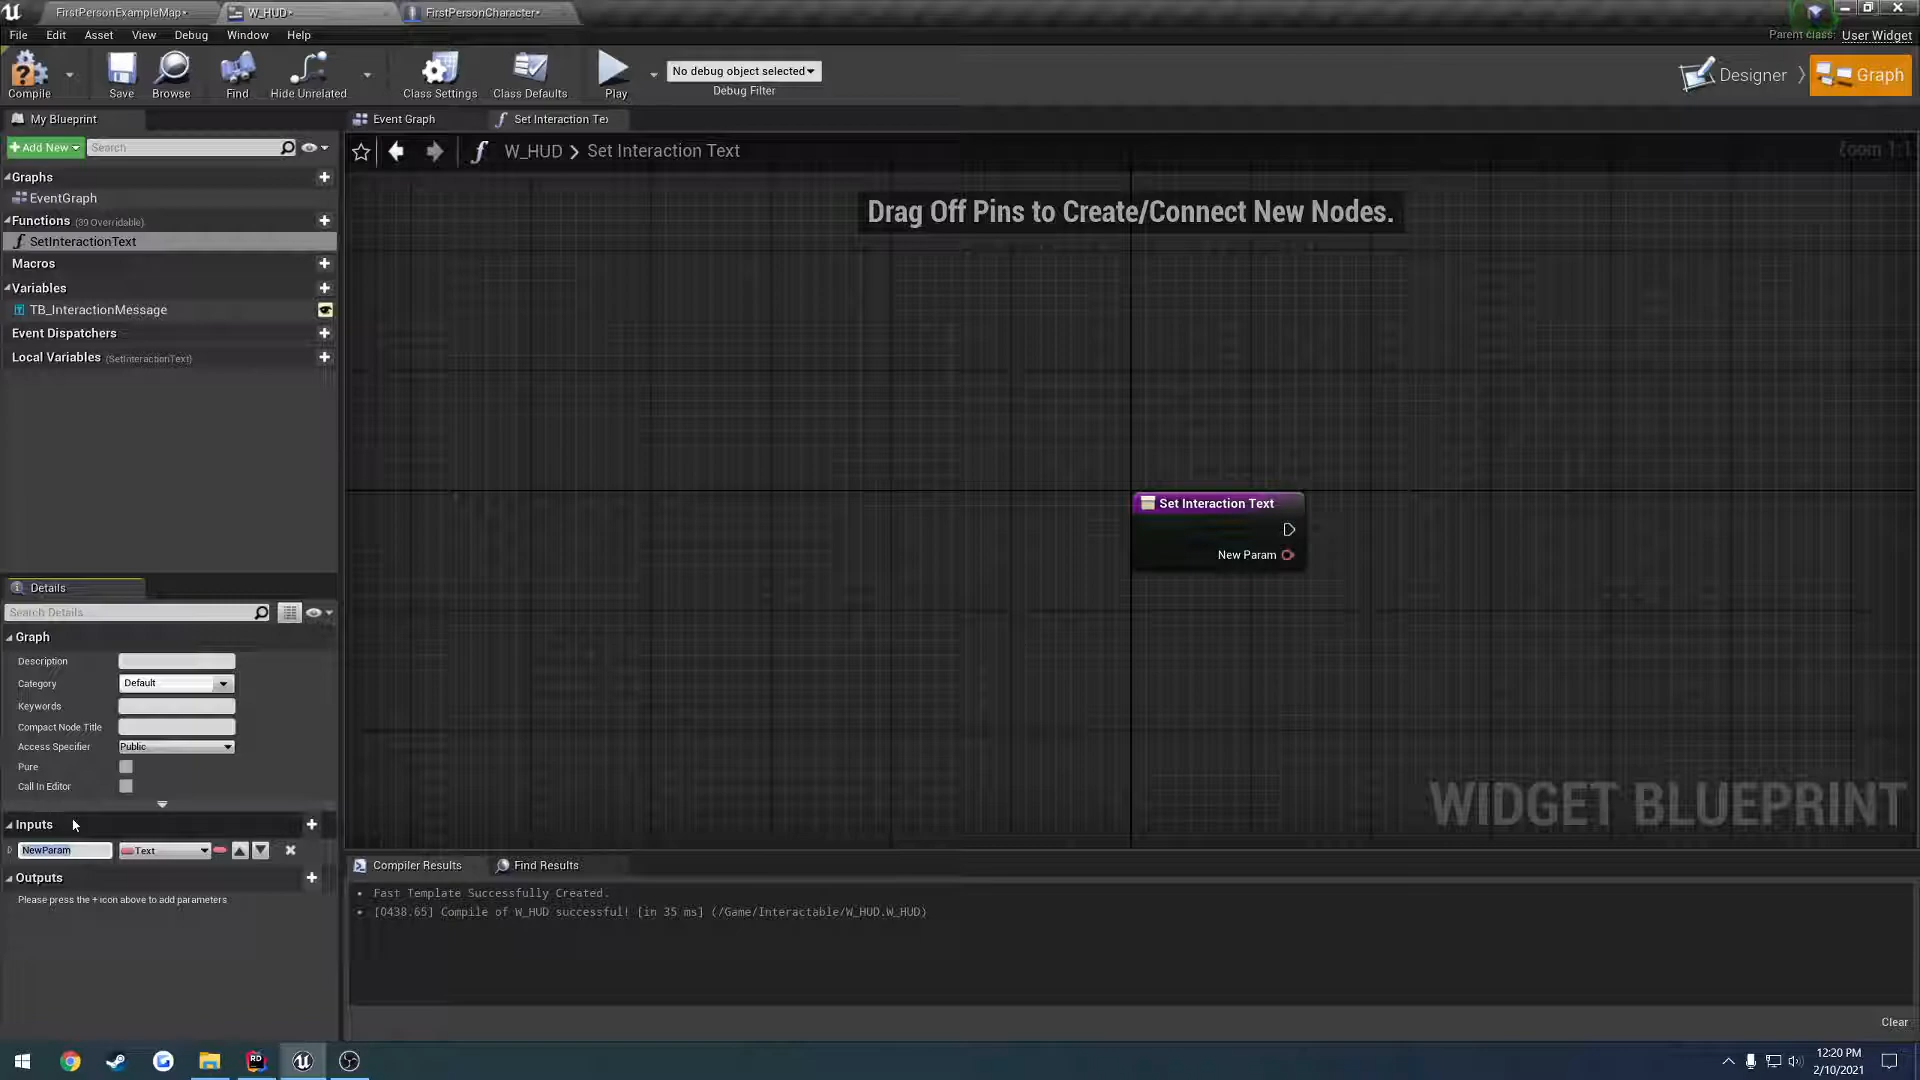 FirstPersonExampleMap•
W_HUD•
FirstPersonCharacter•
File Edit Asset View Debug Window Help
Parent class: User Widget
Compile Save Browse Find Hide Unrelated Class Settings Class Defaults Play
No debug object selected
Debug Filter
Designer
Graph
My Blueprint
Event Graph
Set Interaction Tex
+Add New
Search
W_HUD > Set Interaction Text
Zoom 1:1
Graphs
EventGraph
Functions (39 Overridable)
SetInteractionText
Macros
Variables
TB_InteractionMessage
Event Dispatchers
Local Variables (SetInteractionText)
Drag Off Pins to Create/Connect New Nodes.
Set Interaction Text
New Param
WIDGET BLUEPRINT
Details
Search Details
Graph
Description
Category Default
Keywords
Compact Node Title
Access Specifier Public
Pure
Call In Editor
Inputs
NewParam Text
Outputs
Please press the + icon above to add parameters
Compiler Results
Find Results
• Fast Template Successfully Created.
• [0438.65] Compile of W_HUD successful! [in 35 ms] (/Game/Interactable/W_HUD.W_HUD)
Clear
12:20 PM
2/10/2021